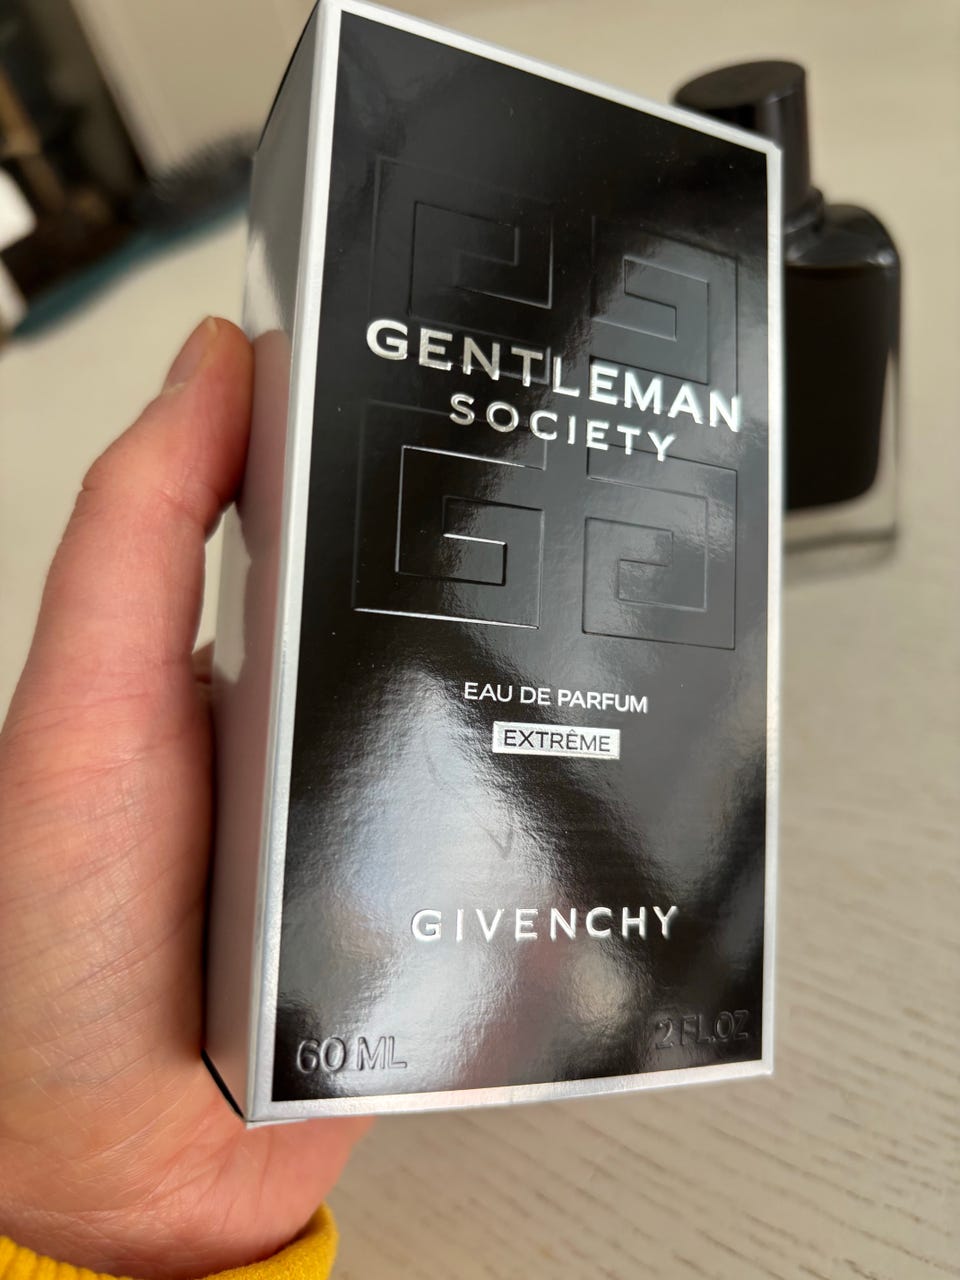 GENTLEMAN
SOCIETY
EAU DE PARFUM
EXTRÊME
GIVENCHY
60 ML 2 FL.OZ